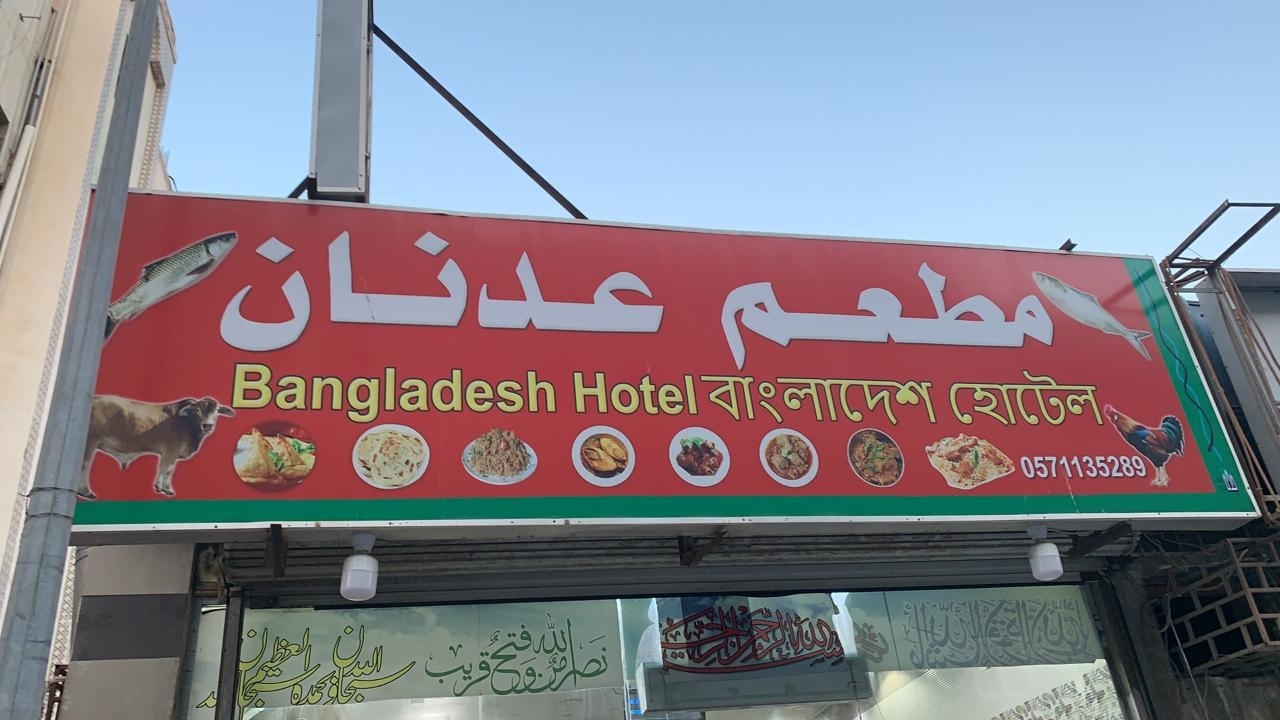 مطعم عدنان
Bangladesh Hotel বাংলাদেশ হোটেল
0571135289
نصر من الله وفتح قريب
بسم الله الرحمن الرحيم
سبحان الله وبحمده سبحان الله العظيم